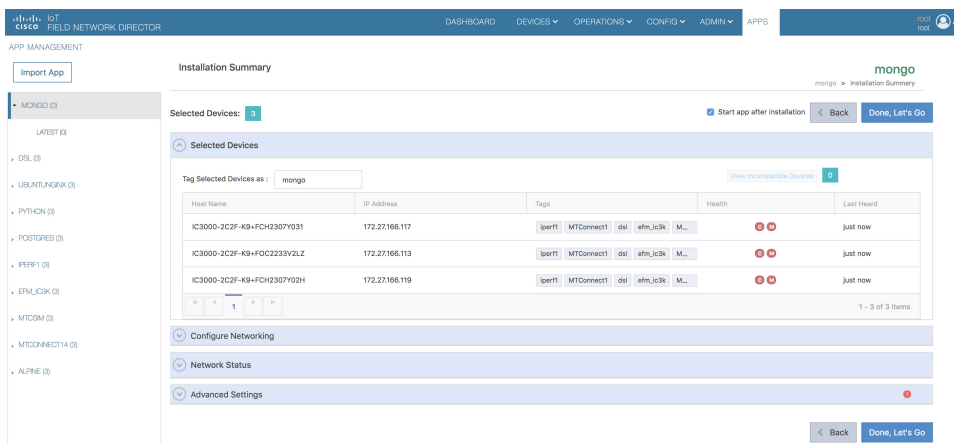 IoT
CISCO FIELD NETWORK DIRECTOR
DASHBOARD DEVICES OPERATIONS CONFIG ADMIN APPS
root
root
APP MANAGEMENT
Import App
MONGO (0)
LATEST (0)
DSL (3)
UBUNTUNGINX (3)
PYTHON (3)
POSTGRES (3)
IPERF1 (3)
EFM_IC3K (3)
MTCSIM (3)
MTCONNECT14 (3)
ALPINE (3)
Installation Summary
mongo
mongo > Installation Summary
Selected Devices: 3
Start app after installation
< Back
Done, Let's Go
Selected Devices
Tag Selected Devices as : mongo
View Incompatible Devices 0
Host Name IP Address Tags Health Last Heard
IC3000-2C2F-K9+FCH2307Y031 172.27.166.117 iperf1 MTConnect1 dsl efm_ic3k M... C M just now
IC3000-2C2F-K9+FOC2233V2LZ 172.27.166.113 iperf1 MTConnect1 dsl efm_ic3k M... C M just now
IC3000-2C2F-K9+FCH2307Y02H 172.27.166.119 iperf1 MTConnect1 dsl efm_ic3k M... C M just now
1
1 - 3 of 3 items
Configure Networking
Network Status
Advanced Settings !
< Back
Done, Let's Go